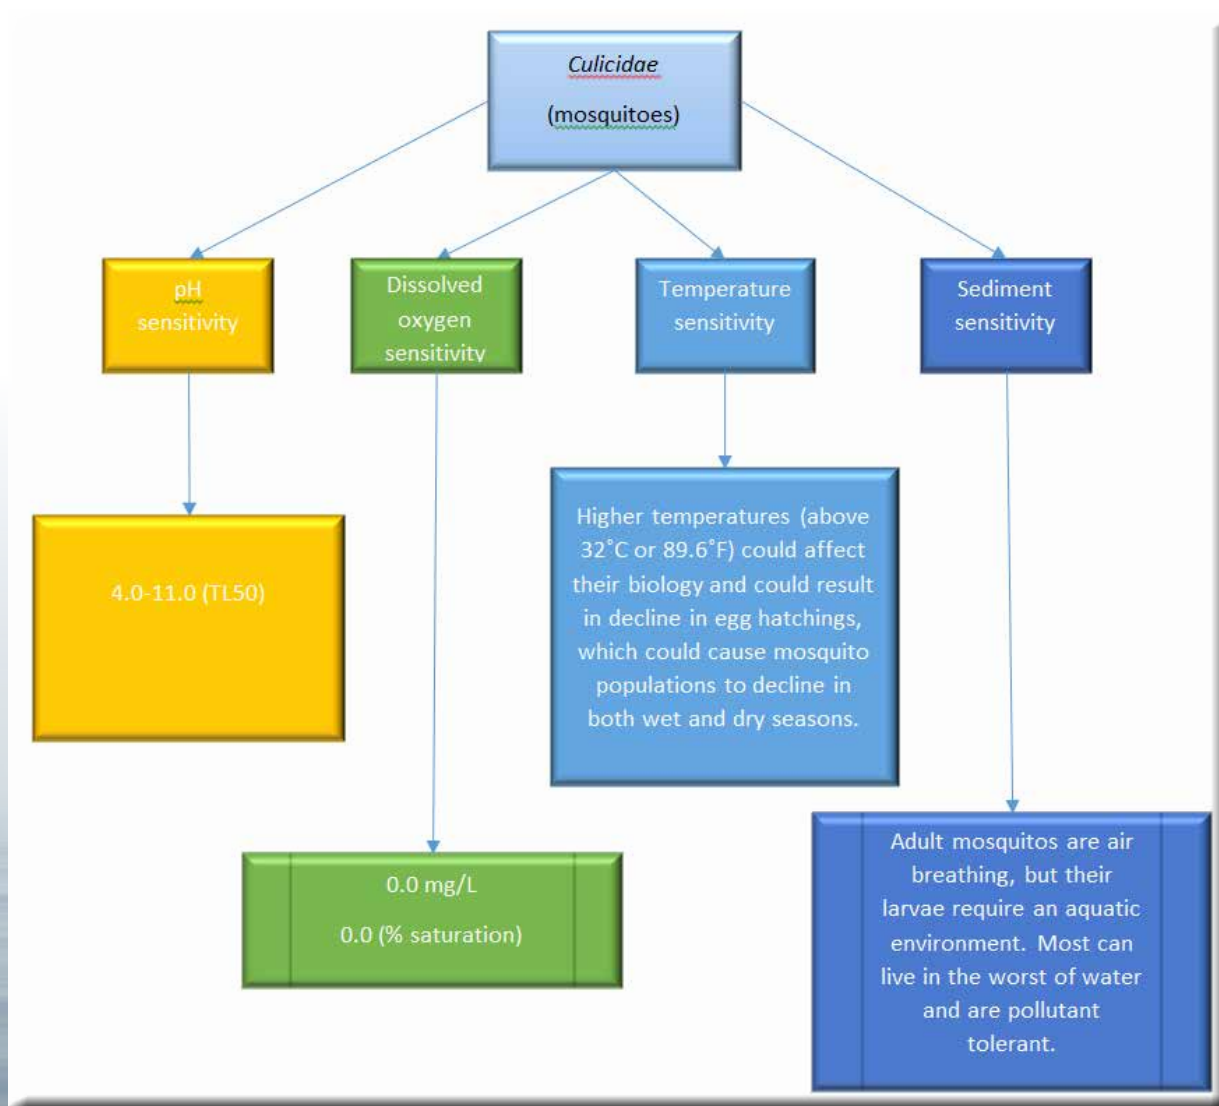 Culicidae
(mosquitoes)
pH
sensitivity
Dissolved
oxygen
sensitivity
Temperature
sensitivity
Sediment
sensitivity
4.0-11.0 (TL50)
Higher temperatures (above
32˚C or 89.6˚F) could affect
their biology and could result
in decline in egg hatchings,
which could cause mosquito
populations to decline in
both wet and dry seasons.
0.0 mg/L
0.0 (% saturation)
Adult mosquitos are air
breathing, but their
larvae require an aquatic
environment. Most can
live in the worst of water
and are pollutant
tolerant.